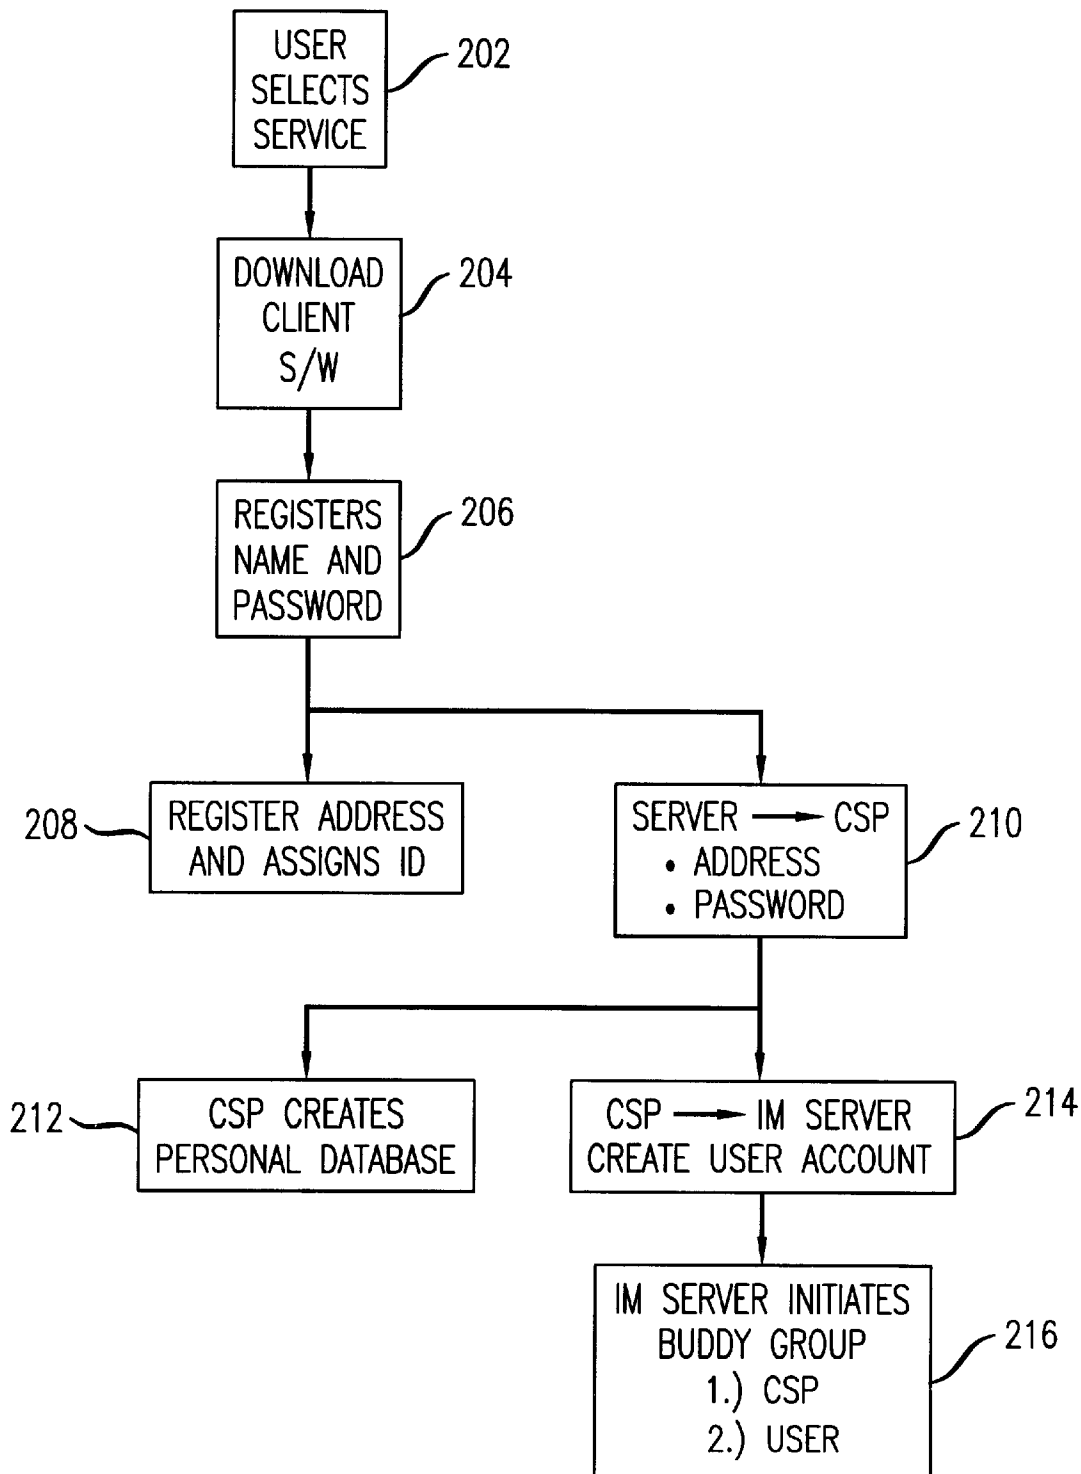 USER
SELECTS
SERVICE
202
DOWNLOAD
CLIENT
S/W
204
REGISTERS
NAME AND
PASSWORD
206
208
REGISTER ADDRESS
AND ASSIGNS ID
SERVER → CSP
• ADDRESS
• PASSWORD
210
212
CSP CREATES
PERSONAL DATABASE
CSP → IM SERVER
CREATE USER ACCOUNT
214
IM SERVER INITIATES
BUDDY GROUP
1.) CSP
2.) USER
216